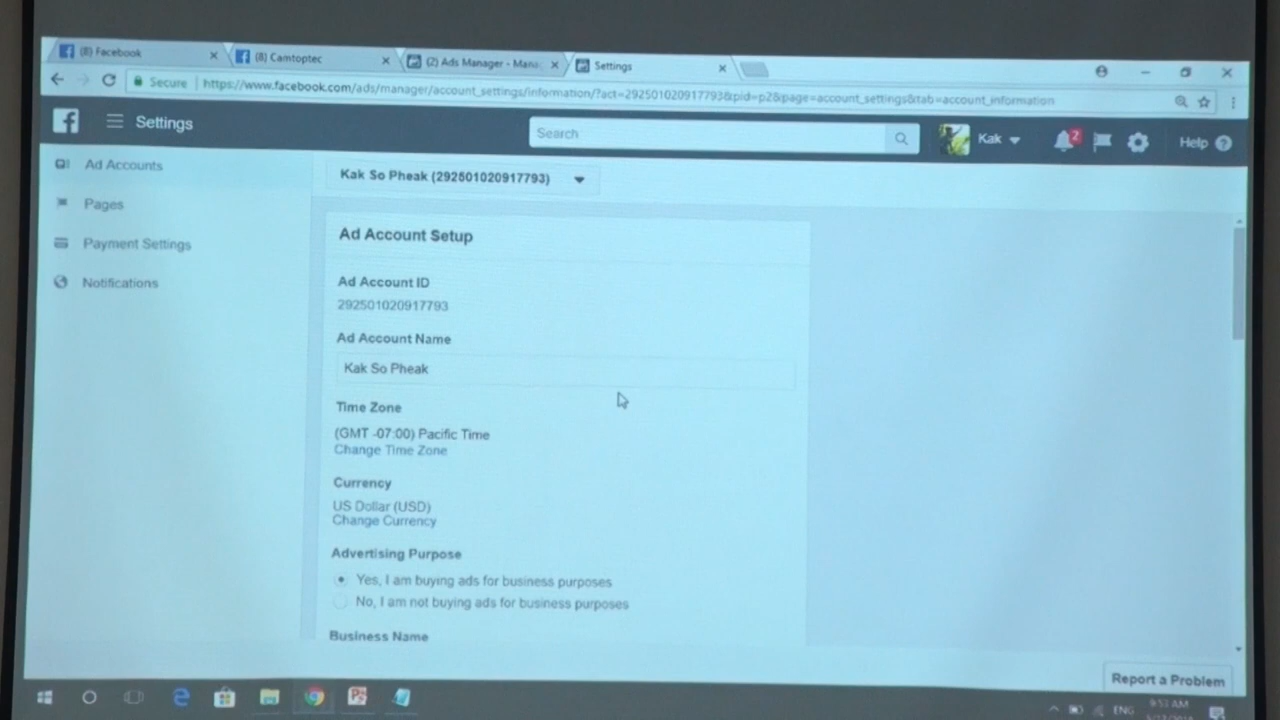 (8) Facebook
(8) Camtoptec
(2) Ads Manager - Mana
Settings
Secure
https://www.facebook.com/ads/manager/account_settings/information/?act=292501020917793&pid=p2&page=account_settings&tab=account_information
Settings
Search
Kak
2
Help
Ad Accounts
Pages
Payment Settings
Notifications
Kak So Pheak (292501020917793)
Ad Account Setup
Ad Account ID
292501020917793
Ad Account Name
Kak So Pheak
Time Zone
(GMT -07:00) Pacific Time
Change Time Zone
Currency
US Dollar (USD)
Change Currency
Advertising Purpose
Yes, I am buying ads for business purposes
No, I am not buying ads for business purposes
Business Name
Report a Problem
ENG
9:53 AM